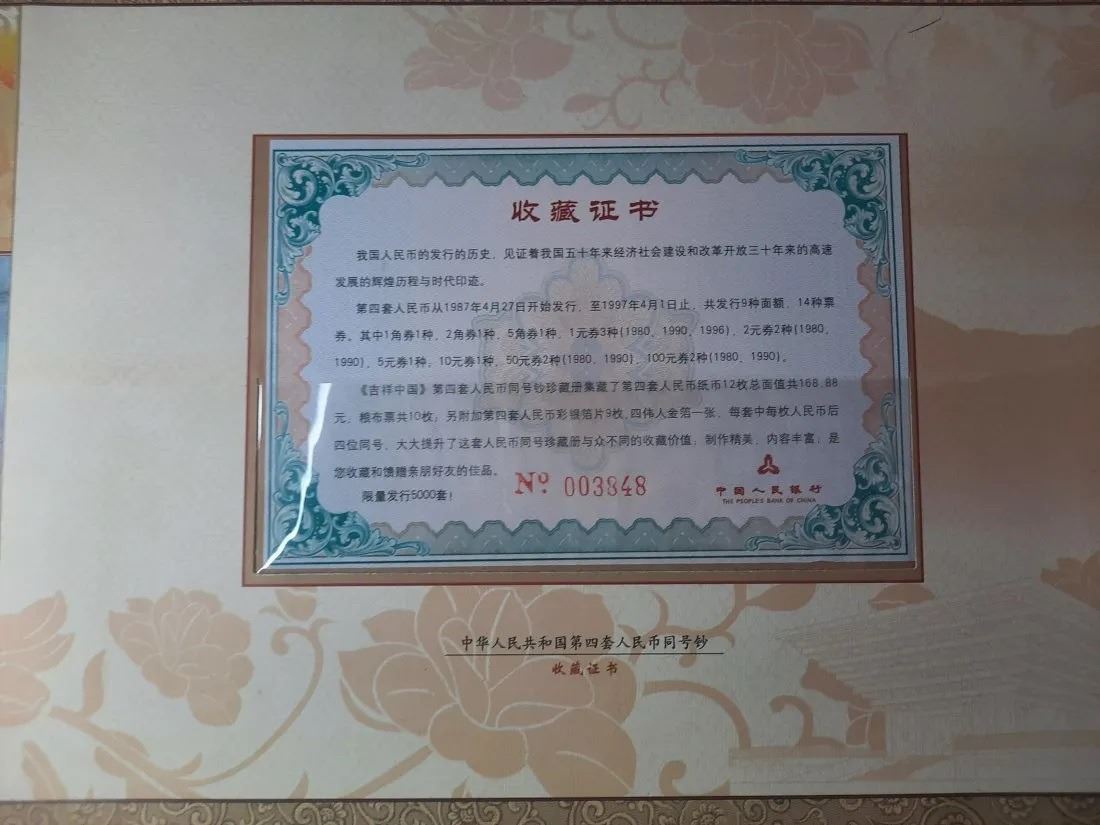 收藏证书
我国人民币的发行的历史，见证着我国五十年来经济社会建设和改革开放三十年来的高速
发展的辉煌历程与时代印迹。
第四套人民币从1987年4月27日开始发行，至1997年4月1日止，共发行9种面额，14种票
券。其中1角券1种，2角券1种，5角券1种，1元券3种(1980、1990、1996)，2元券2种(1980、
1990)，5元券1种，10元券1种，50元券2种(1980、1990)，100元券2种(1980、1990)。
《吉祥中国》第四套人民币同号钞珍藏册集藏了第四套人民币纸币12枚总面值共168.88
元，粮布票共10枚；另附加第四套人民币彩银箔片9枚,四伟人金箔一张，每套中每枚人民币后
四位同号，大大提升了这套人民币同号珍藏册与众不同的收藏价值；制作精美，内容丰富；是
您收藏和馈赠亲朋好友的佳品。
限量发行5000套！
Nº 003848
中国人民银行
THE PEOPLE'S BANK OF CHINA
中华人民共和国第四套人民币同号钞
收藏证书